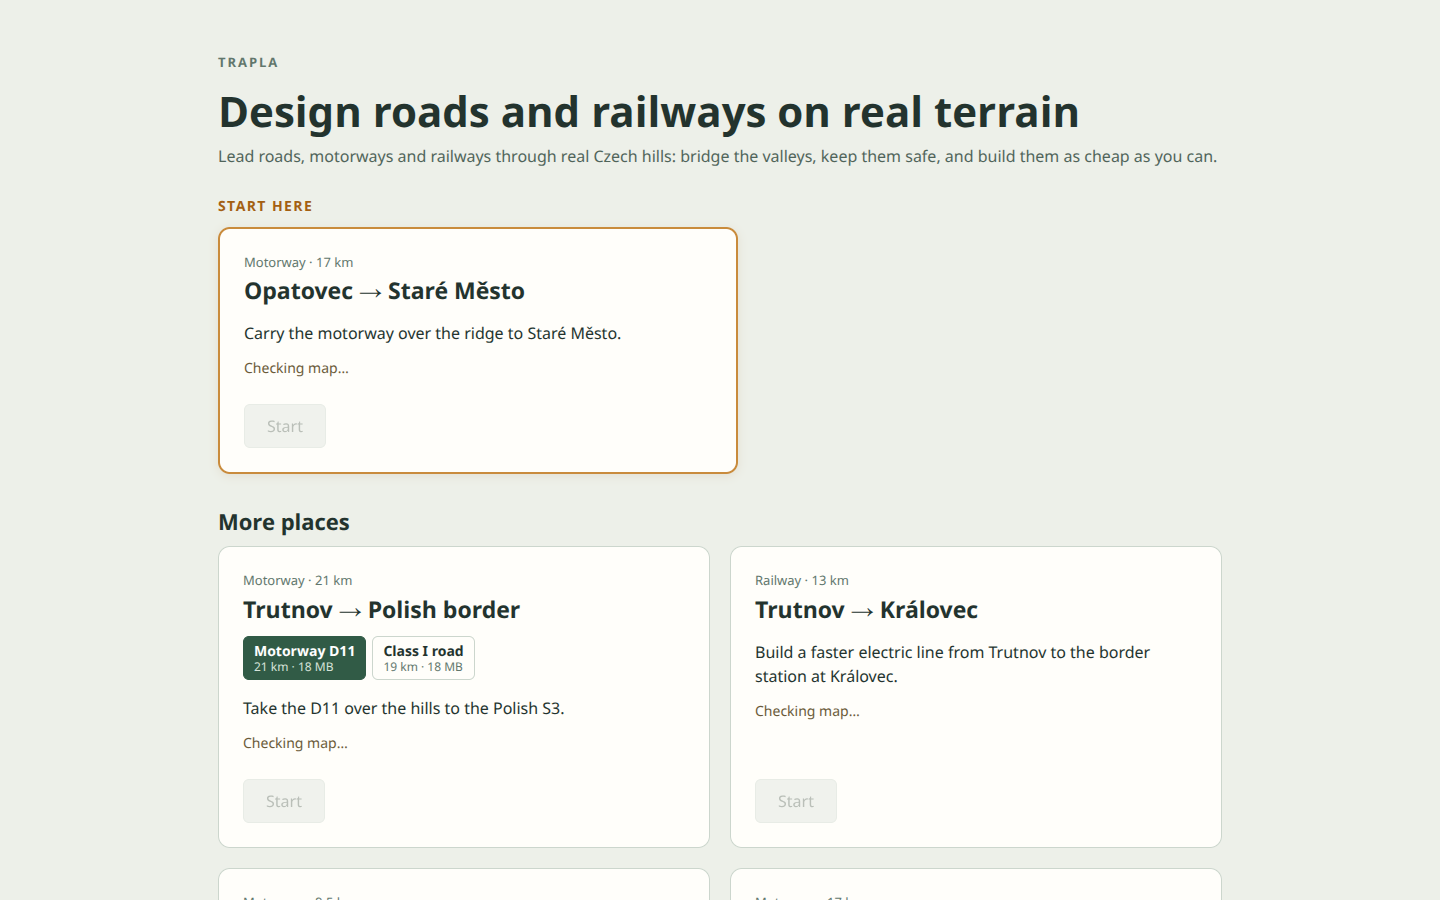 TRAPLA
Design roads and railways on real terrain
Lead roads, motorways and railways through real Czech hills: bridge the valleys, keep them safe, and build them as cheap as you can.
START HERE
Motorway · 17 km
Opatovec → Staré Město
Carry the motorway over the ridge to Staré Město.
Checking map…
Start
More places
Motorway · 21 km
Trutnov → Polish border
Motorway D11
21 km · 18 MB
Class I road
19 km · 18 MB
Take the D11 over the hills to the Polish S3.
Checking map…
Start
Railway · 13 km
Trutnov → Královec
Build a faster electric line from Trutnov to the border
station at Královec.
Checking map…
Start